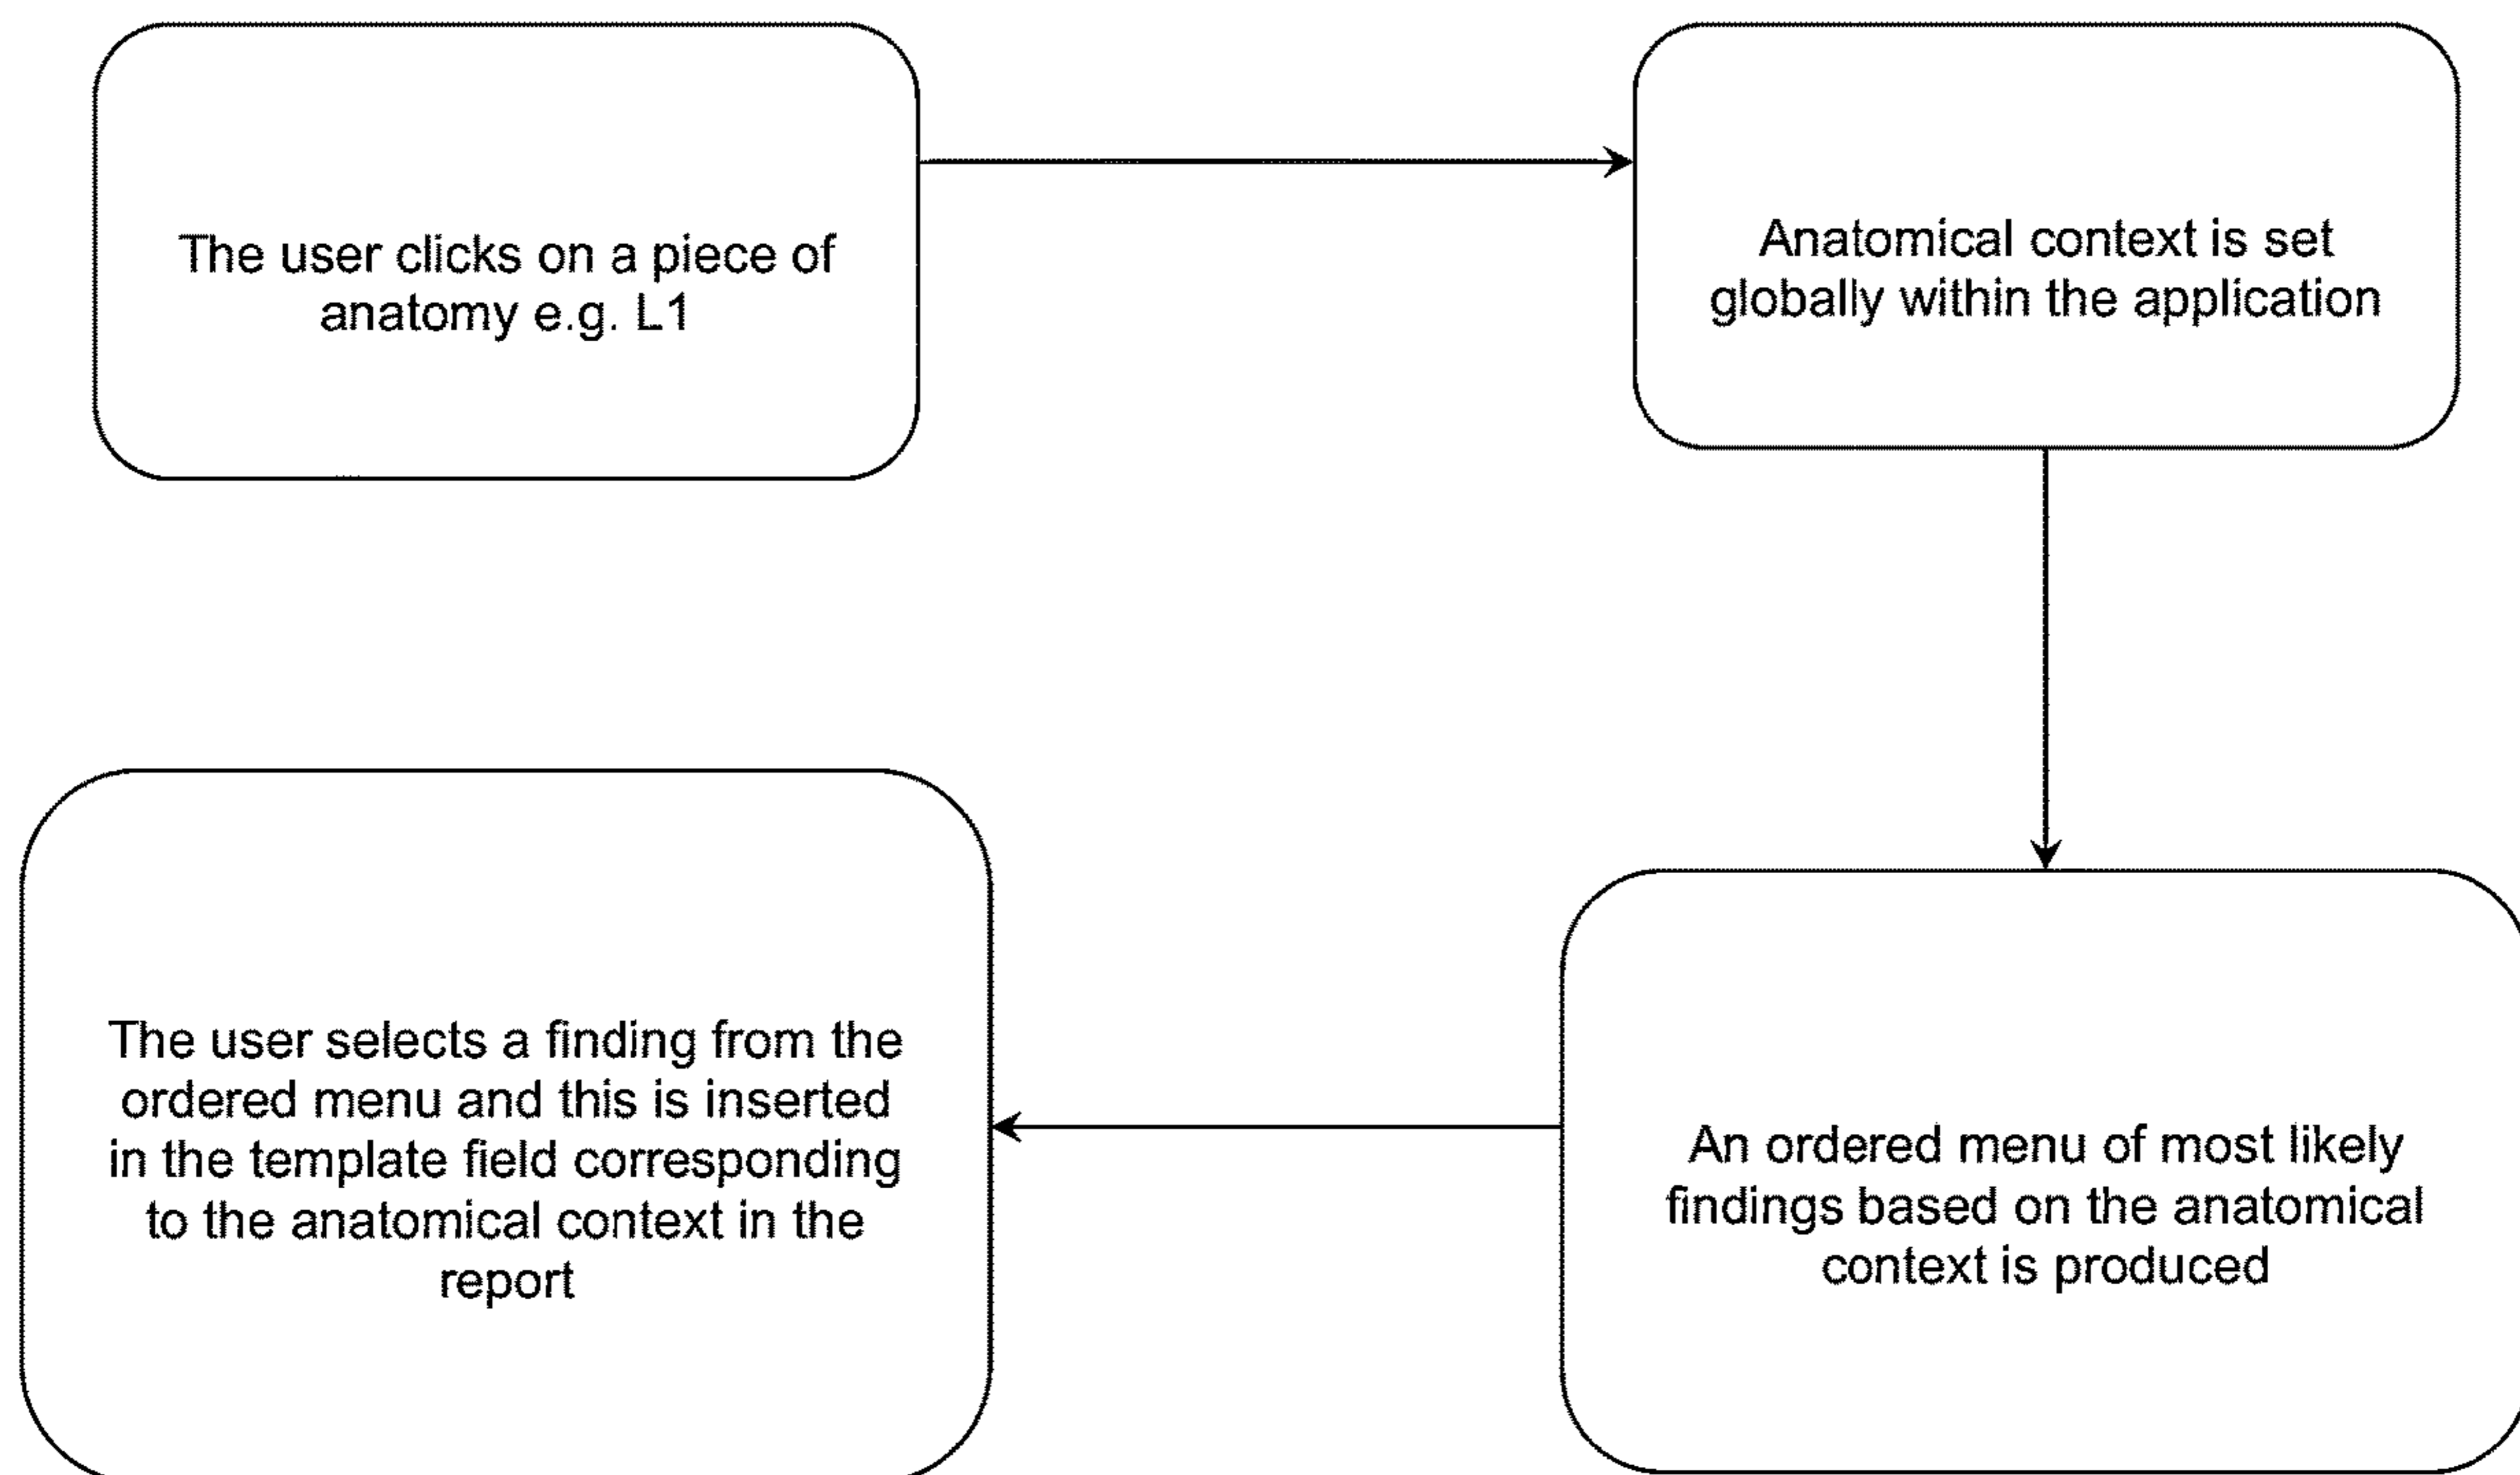 The user clicks on a piece of
anatomy e.g. L1
Anatomical context is set
globally within the application
An ordered menu of most likely
findings based on the anatomical
context is produced
The user selects a finding from the
ordered menu and this is inserted
in the template field corresponding
to the anatomical context in the
report